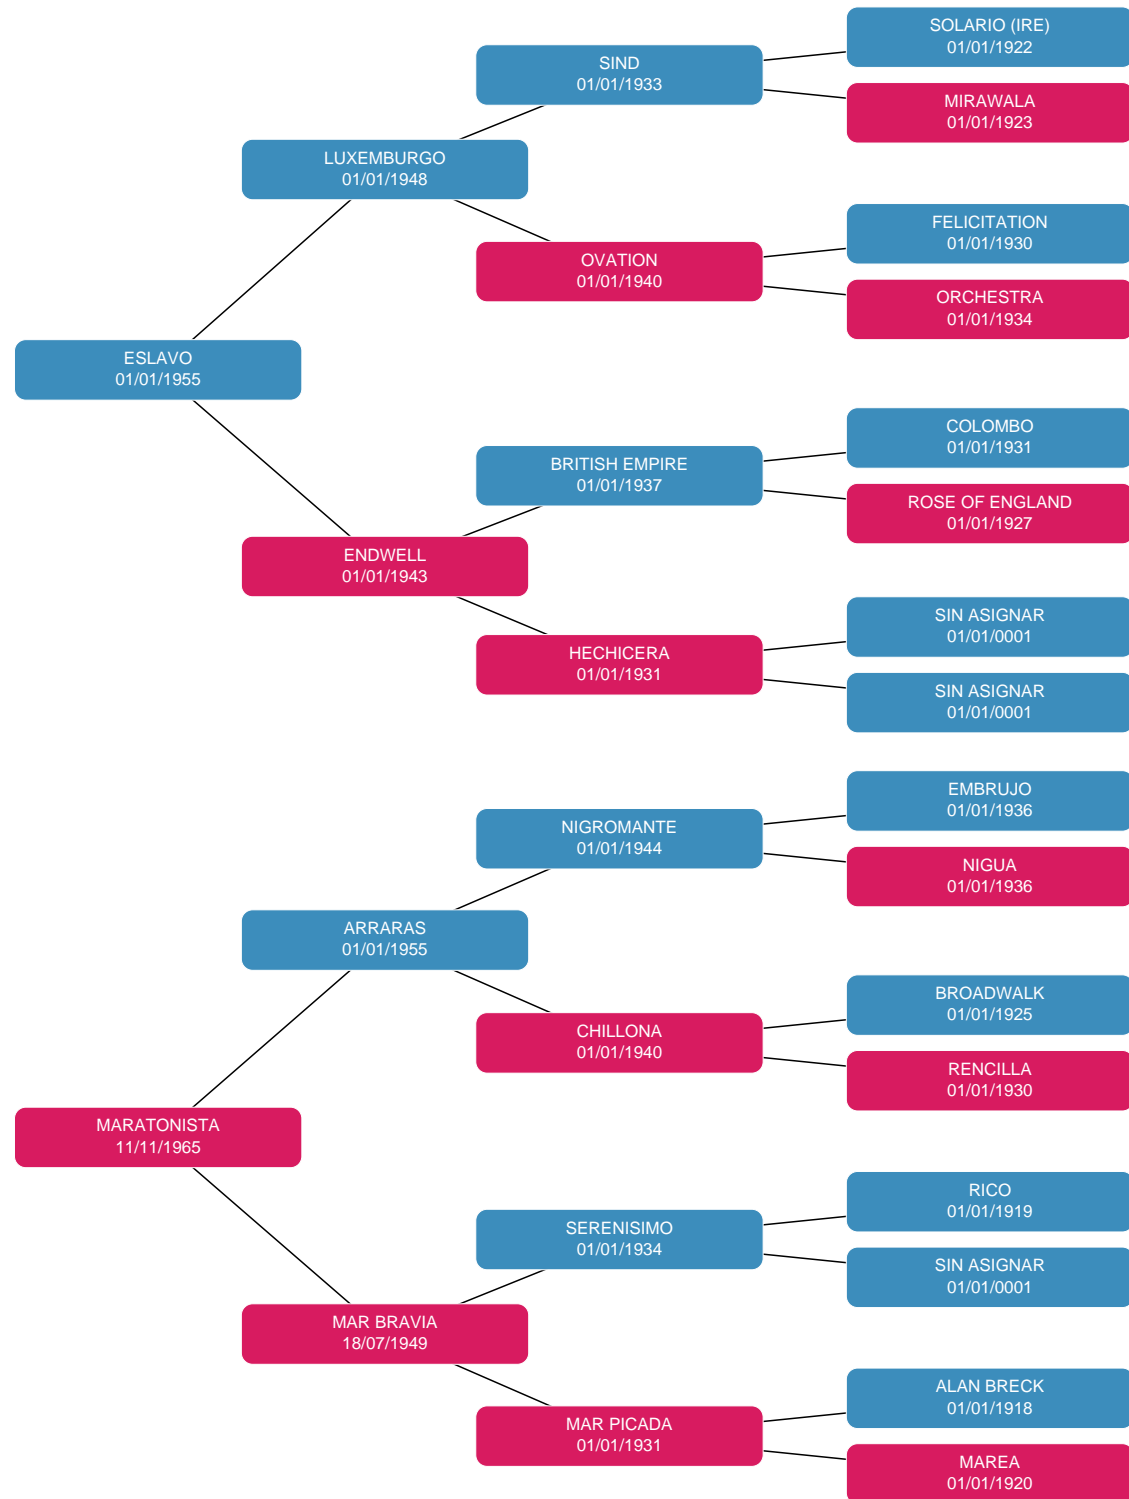 SOLARIO (IRE)
01/01/1922
SIND
01/01/1933
MIRAWALA
01/01/1923
LUXEMBURGO
01/01/1948
FELICITATION
01/01/1930
OVATION
01/01/1940
ORCHESTRA
01/01/1934
ESLAVO
01/01/1955
COLOMBO
01/01/1931
BRITISH EMPIRE
01/01/1937
ROSE OF ENGLAND
01/01/1927
ENDWELL
01/01/1943
SIN ASIGNAR
01/01/0001
HECHICERA
01/01/1931
SIN ASIGNAR
01/01/0001
EMBRUJO
01/01/1936
NIGROMANTE
01/01/1944
NIGUA
01/01/1936
ARRARAS
01/01/1955
BROADWALK
01/01/1925
CHILLONA
01/01/1940
RENCILLA
01/01/1930
MARATONISTA
11/11/1965
RICO
01/01/1919
SERENISIMO
01/01/1934
SIN ASIGNAR
01/01/0001
MAR BRAVIA
18/07/1949
ALAN BRECK
01/01/1918
MAR PICADA
01/01/1931
MAREA
01/01/1920